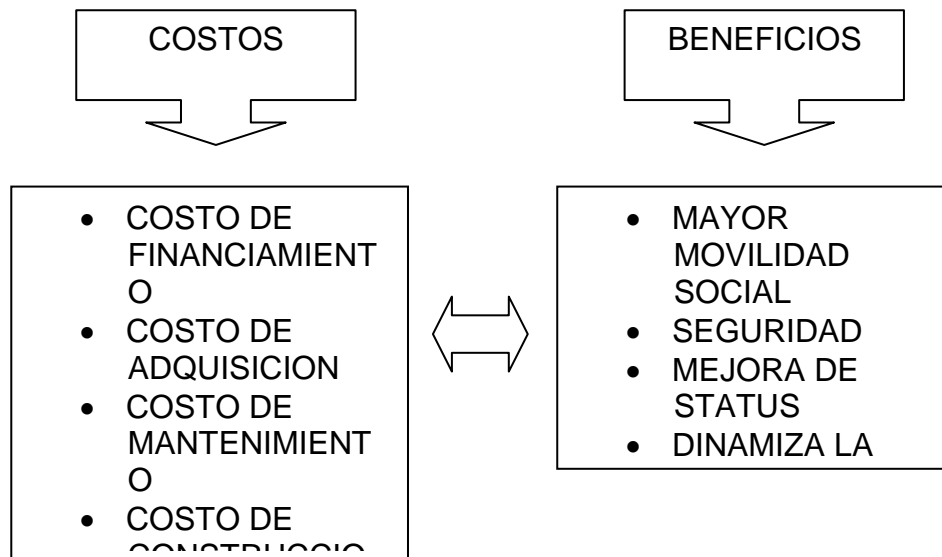 COSTOS
BENEFICIOS
• COSTO DE
FINANCIAMIENT
O
• COSTO DE
ADQUISICION
• COSTO DE
MANTENIMIENT
O
• COSTO DE
CONSTRUCCIO
• MAYOR
MOVILIDAD
SOCIAL
• SEGURIDAD
• MEJORA DE
STATUS
• DINAMIZA LA